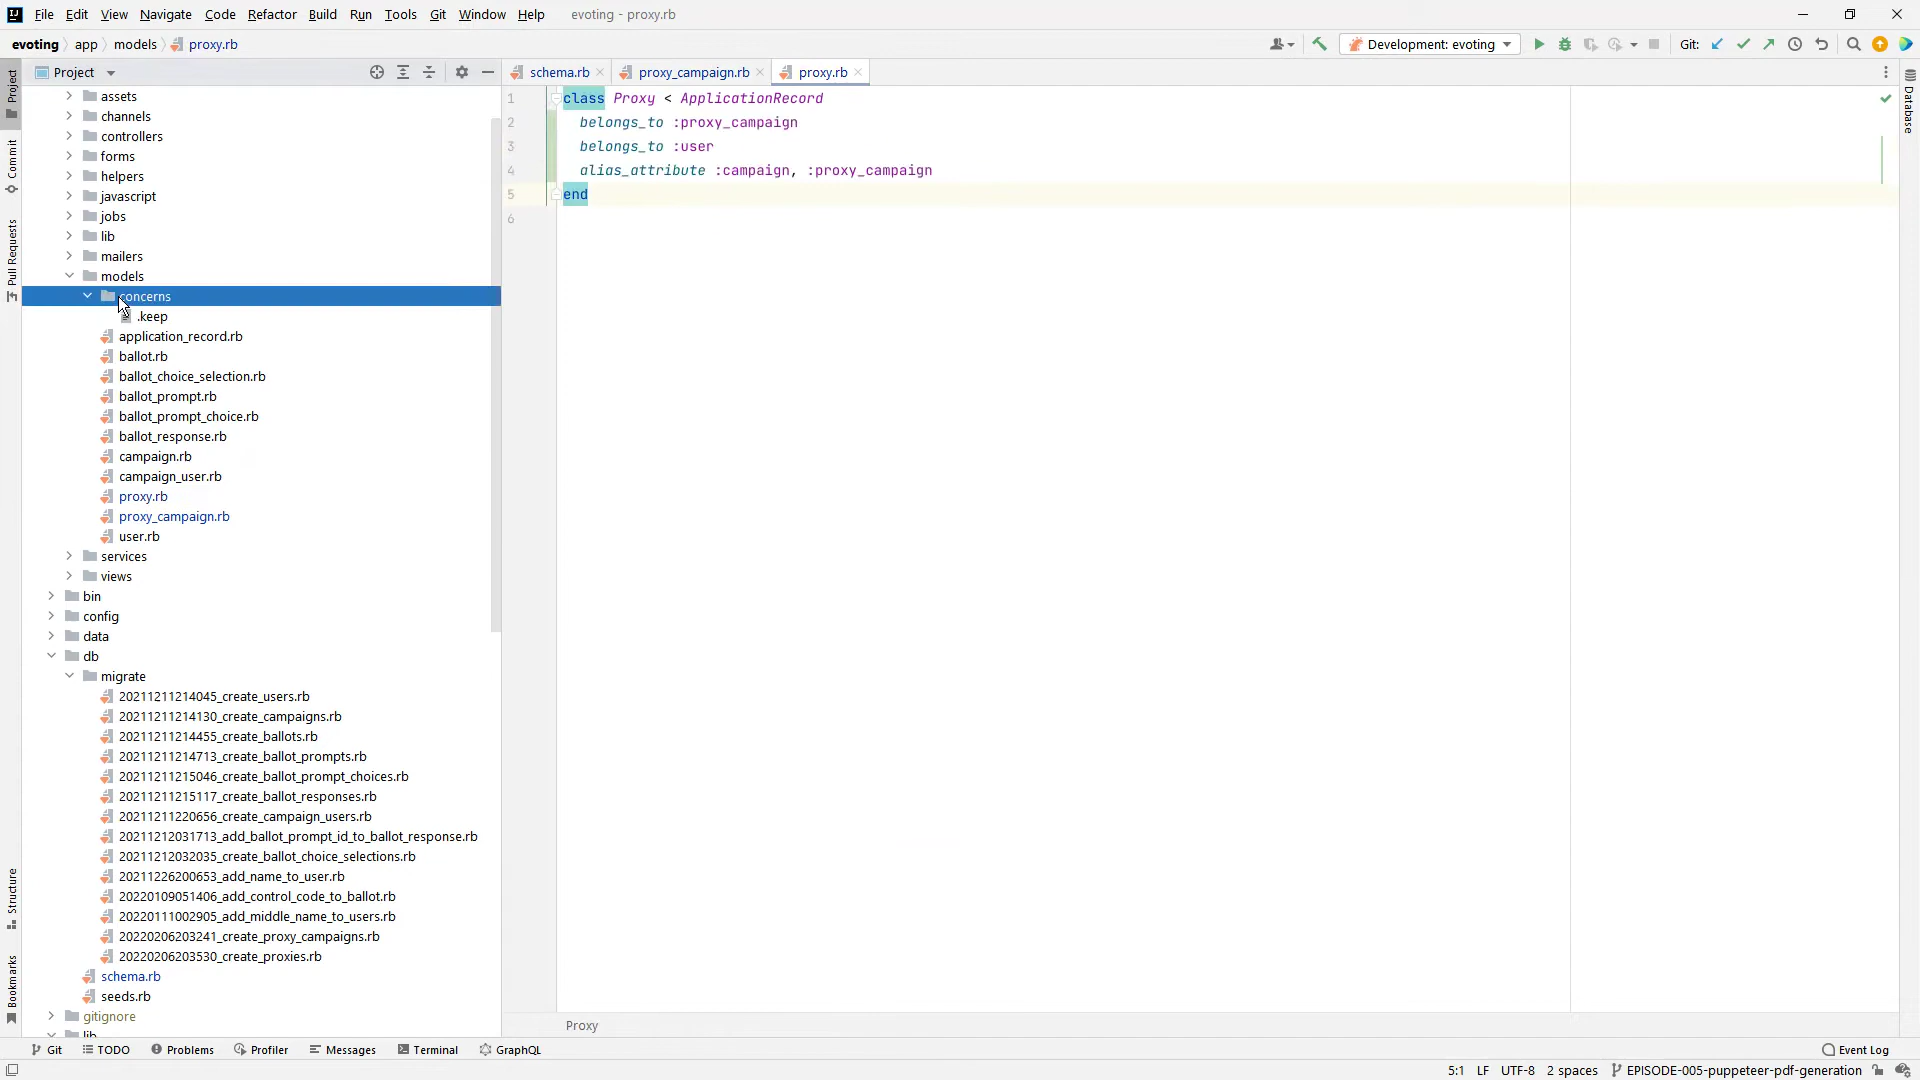 File Edit View Navigate Code Refactor Build Run Tools Git Window Help evoting - proxy.rb
evoting app models proxy.rb Development: evoting Git:
Project
schema.rb proxy_campaign.rb proxy.rb
assets
channels
controllers
forms
helpers
javascript
jobs
lib
mailers
models
concerns
.keep
application_record.rb
ballot.rb
ballot_choice_selection.rb
ballot_prompt.rb
ballot_prompt_choice.rb
ballot_response.rb
campaign.rb
campaign_user.rb
proxy.rb
proxy_campaign.rb
user.rb
services
views
bin
config
data
db
migrate
20211211214045_create_users.rb
20211211214130_create_campaigns.rb
20211211214455_create_ballots.rb
20211211214713_create_ballot_prompts.rb
20211211215046_create_ballot_prompt_choices.rb
20211211215117_create_ballot_responses.rb
20211211220656_create_campaign_users.rb
20211212031713_add_ballot_prompt_id_to_ballot_response.rb
20211212032035_create_ballot_choice_selections.rb
20211226200653_add_name_to_user.rb
20220109051406_add_control_code_to_ballot.rb
20220111002905_add_middle_name_to_users.rb
20220206203241_create_proxy_campaigns.rb
20220206203530_create_proxies.rb
schema.rb
seeds.rb
gitignore
lib
1 class Proxy < ApplicationRecord
2 belongs_to :proxy_campaign
3 belongs_to :user
4 alias_attribute :campaign, :proxy_campaign
5 end
6
Proxy
Project
Commit
Pull Requests
Structure
Bookmarks
Database
Git TODO Problems Profiler Messages Terminal GraphQL Event Log
5:1 LF UTF-8 2 spaces EPISODE-005-puppeteer-pdf-generation